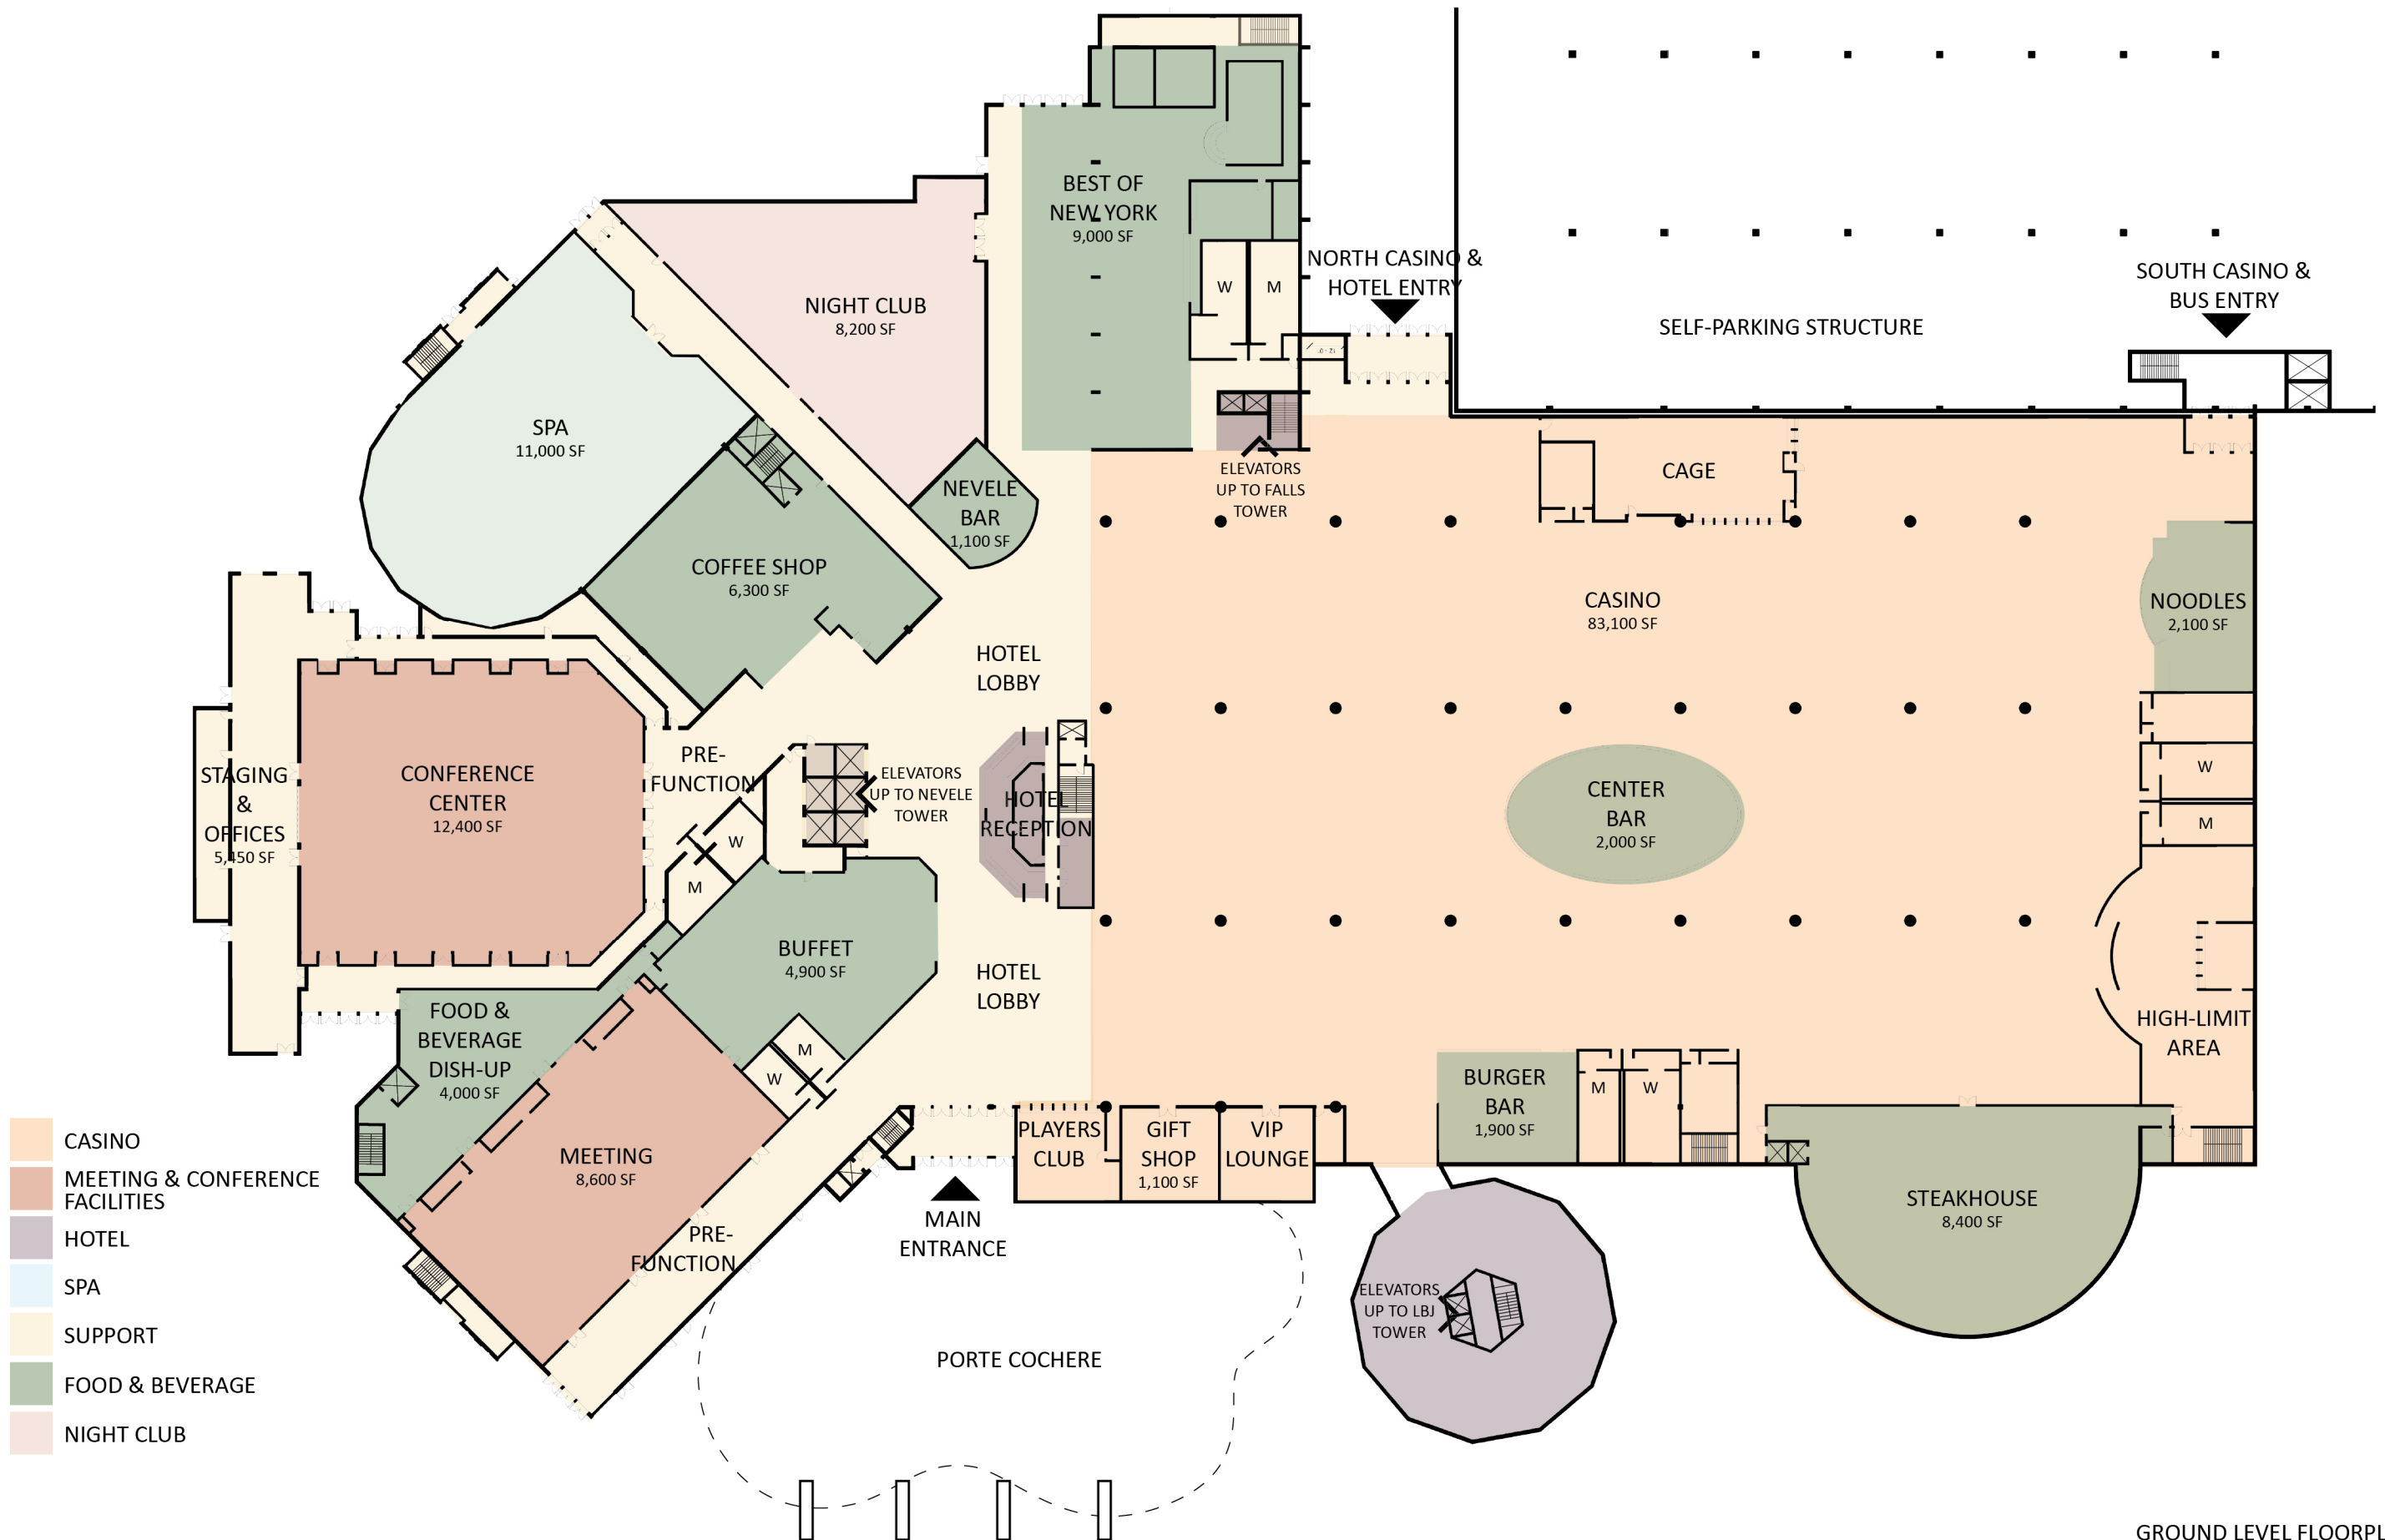 BEST OF
NEW YORK
9,000 SF
W
M
NORTH CASINO &
HOTEL ENTRY
SELF-PARKING STRUCTURE
SOUTH CASINO &
BUS ENTRY
NIGHT CLUB
8,200 SF
SPA
11,000 SF
NEVELE
BAR
1,100 SF
ELEVATORS
UP TO FALLS
TOWER
CAGE
COFFEE SHOP
6,300 SF
CASINO
83,100 SF
NOODLES
2,100 SF
HOTEL
LOBBY
STAGING
&
OFFICES
5,450 SF
CONFERENCE
CENTER
12,400 SF
PRE-
FUNCTION
ELEVATORS
UP TO NEVELE
TOWER
HOTEL
RECEPTION
CENTER
BAR
2,000 SF
W
M
W
M
BUFFET
4,900 SF
HOTEL
LOBBY
FOOD &
BEVERAGE
DISH-UP
4,000 SF
M
W
HIGH-LIMIT
AREA
BURGER
BAR
1,900 SF
M
W
MEETING
8,600 SF
PRE-
FUNCTION
PLAYERS
CLUB
GIFT
SHOP
1,100 SF
VIP
LOUNGE
MAIN
ENTRANCE
STEAKHOUSE
8,400 SF
ELEVATORS
UP TO LBJ
TOWER
PORTE COCHERE
CASINO
MEETING & CONFERENCE
FACILITIES
HOTEL
SPA
SUPPORT
FOOD & BEVERAGE
NIGHT CLUB
GROUND LEVEL FLOORPL